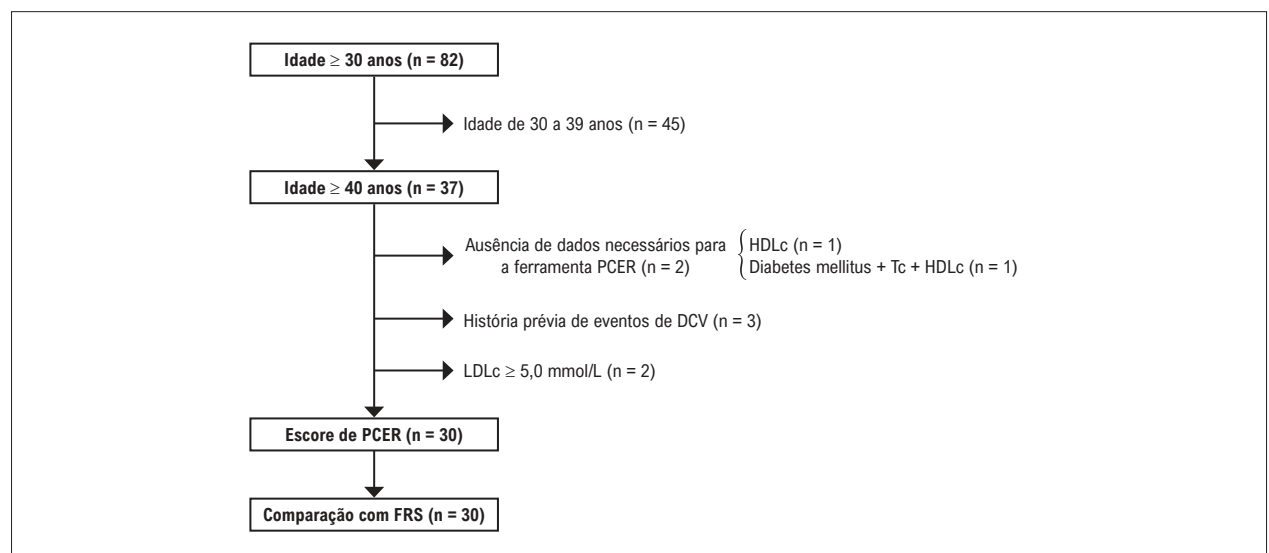 Idade ≥ 30 anos (n = 82)
Idade de 30 a 39 anos (n = 45)
Idade ≥ 40 anos (n = 37)
Ausência de dados necessários para
a ferramenta PCER (n = 2)
HDLc (n = 1)
Diabetes mellitus + Tc + HDLc (n = 1)
História prévia de eventos de DCV (n = 3)
LDLc ≥ 5,0 mmol/L (n = 2)
Escore de PCER (n = 30)
Comparação com FRS (n = 30)